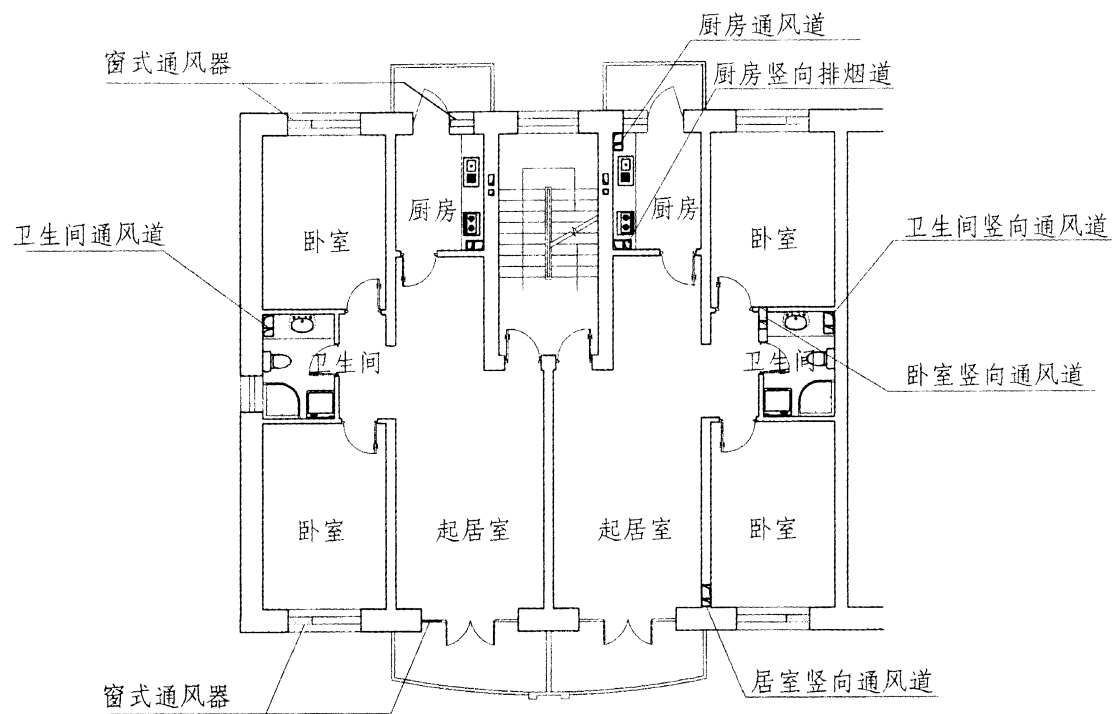 厨房通风道
窗式通风器
厨房竖向排烟道
厨房
厨房
卫生间通风道
卧室
卧室
卫生间竖向通风道
卫生间
卫生间
卧室竖向通风道
卧室
起居室
起居室
卧室
窗式通风器
居室竖向通风道